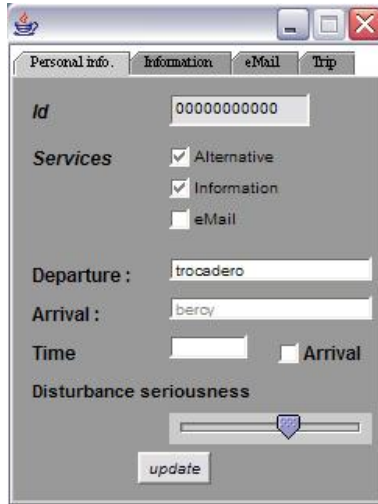 Personal info. Information eMail Trip
Id 00000000000
Services Alternative
Information
eMail
Departure : trocadero
Arrival : bercy
Time Arrival
Disturbance seriousness
update